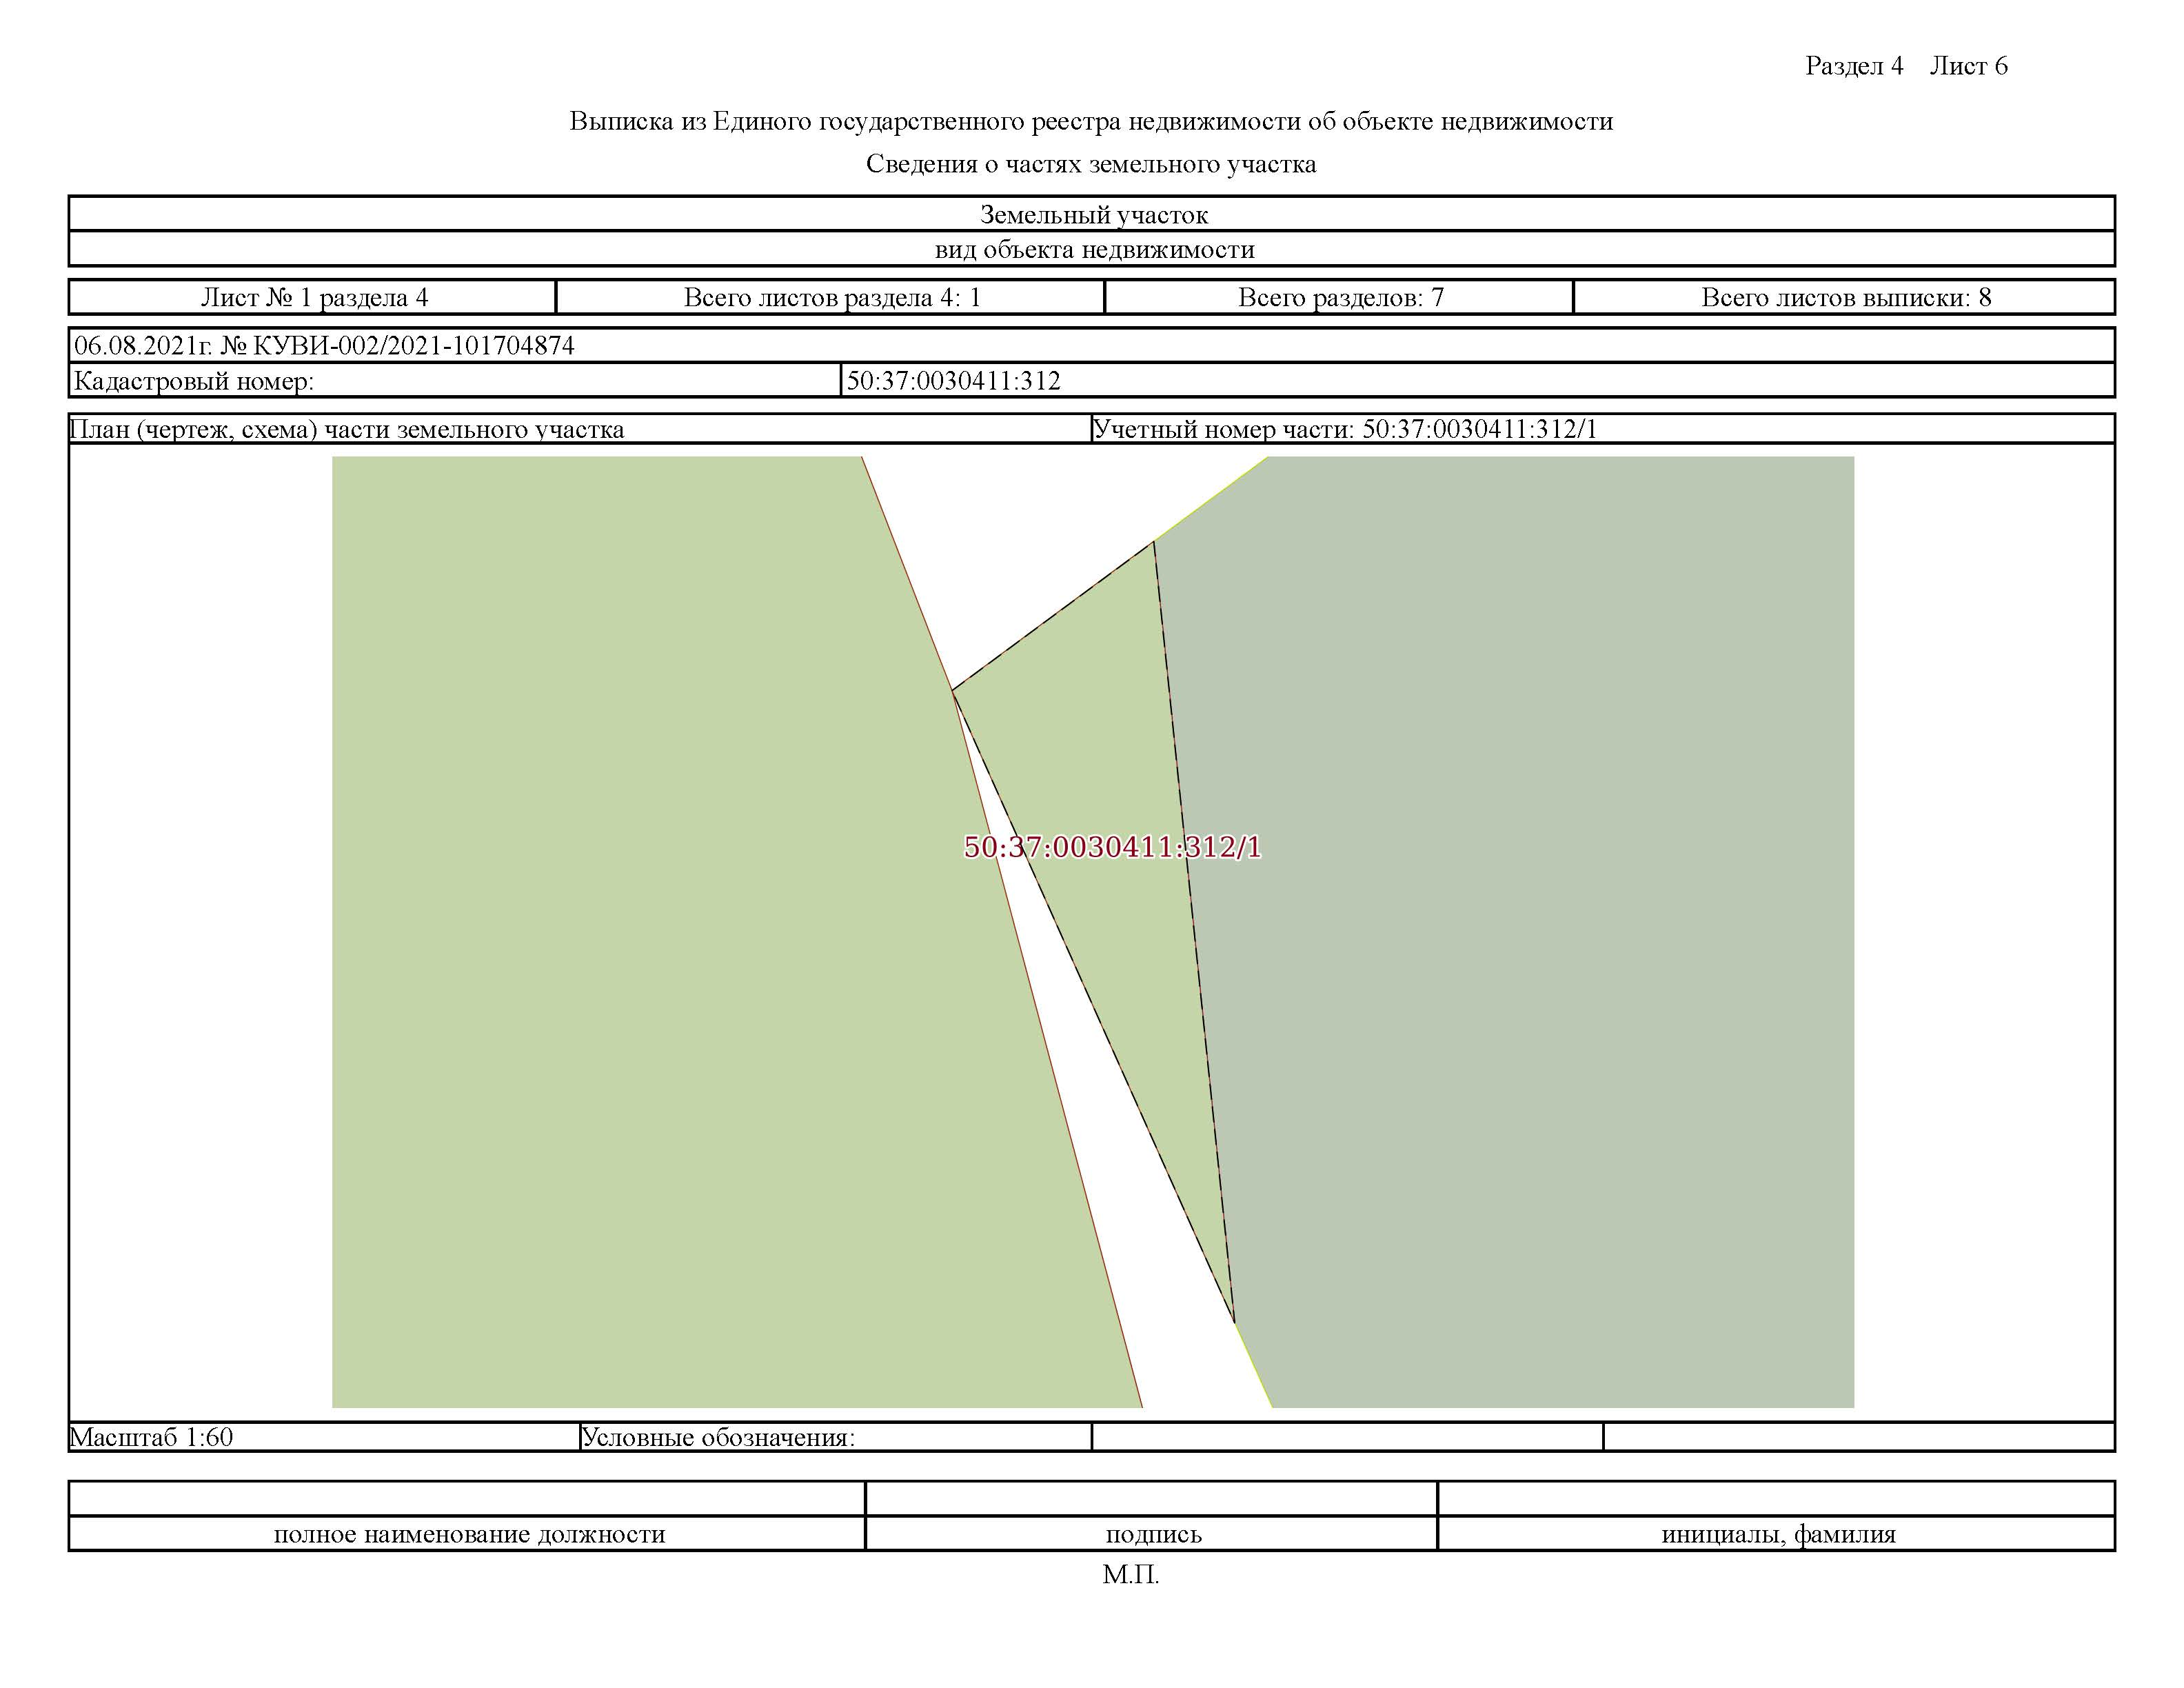 Раздел 4 Лист 6
Выписка из Единого государственного реестра недвижимости об объекте недвижимости
Сведения о частях земельного участка
Земельный участок
вид объекта недвижимости
Лист № 1 раздела 4 Всего листов раздела 4: 1 Всего разделов: 7 Всего листов выписки: 8
06.08.2021г. № КУВИ-002/2021-101704874
Кадастровый номер: 50:37:0030411:312
План (чертеж, схема) части земельного участка Учетный номер части: 50:37:0030411:312/1
50:37:0030411:312/1
Масштаб 1:60 Условные обозначения:
полное наименование должности подпись инициалы, фамилия
М.П.